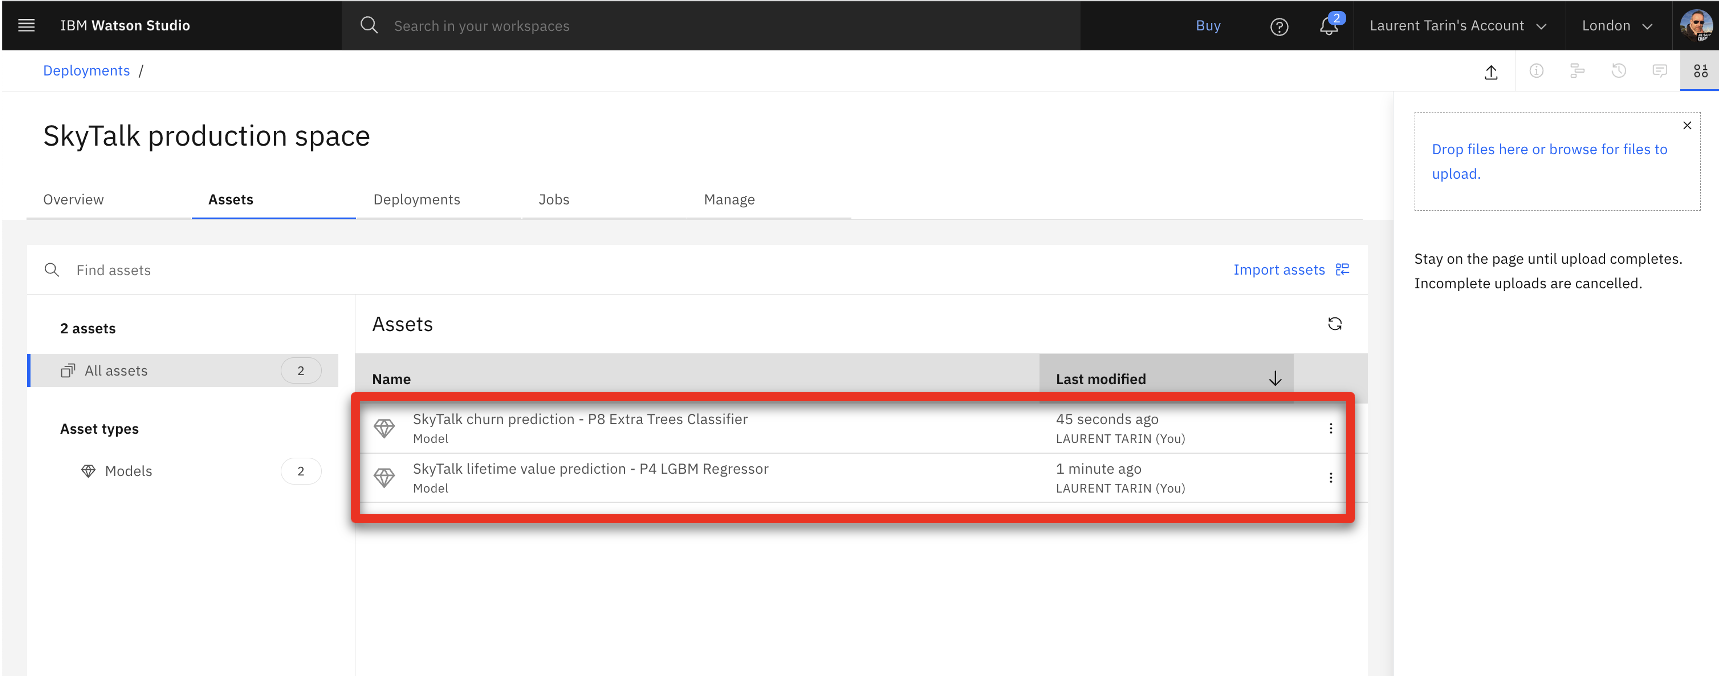 IBM Watson Studio
Search in your workspaces
Buy
2
Laurent Tarin's Account
London
Deployments /
SkyTalk production space
Overview
Assets
Deployments
Jobs
Manage
Find assets
Import assets
2 assets
All assets
2
Asset types
Models
2
Assets
Name
Last modified
SkyTalk churn prediction - P8 Extra Trees Classifier
Model
45 seconds ago
LAURENT TARIN (You)
SkyTalk lifetime value prediction - P4 LGBM Regressor
Model
1 minute ago
LAURENT TARIN (You)
Drop files here or browse for files to
upload.
Stay on the page until upload completes.
Incomplete uploads are cancelled.